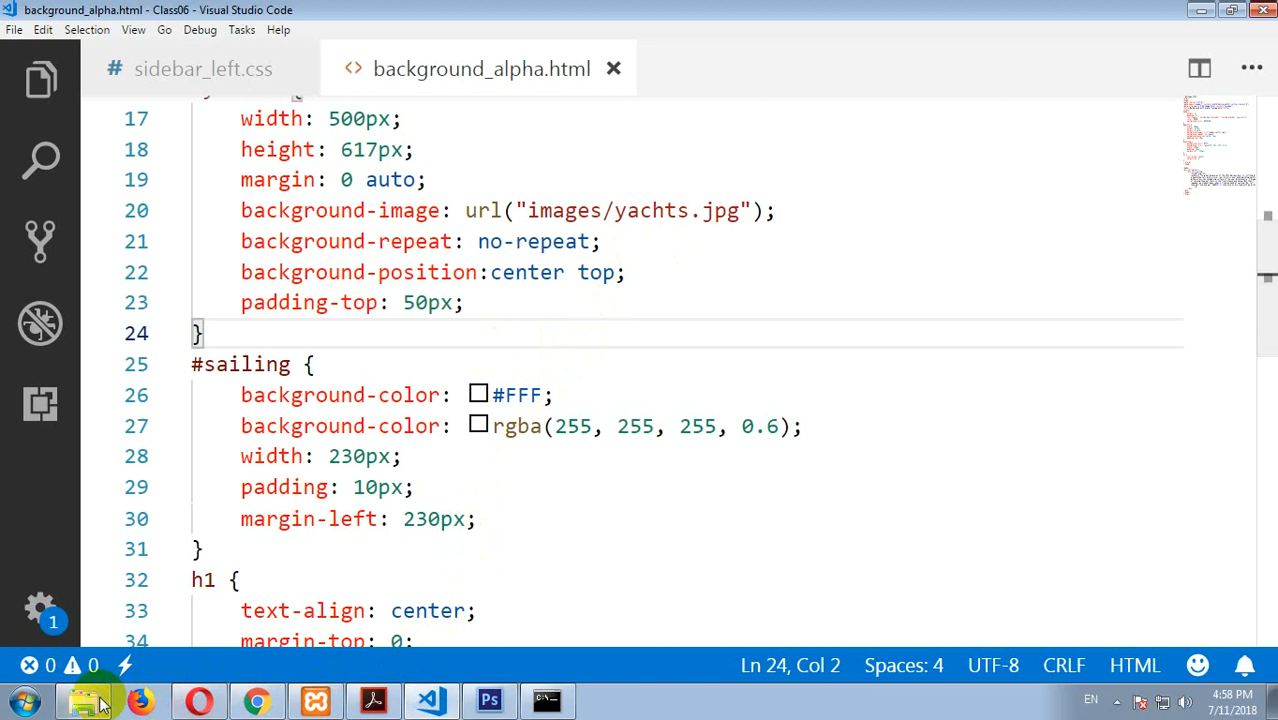 background_alpha.html - Class06 - Visual Studio Code
File Edit Selection View Go Debug Tasks Help
# sidebar_left.css <> background_alpha.html
{
17 width: 500px;
18 height: 617px;
19 margin: 0 auto;
20 background-image: url("images/yachts.jpg");
21 background-repeat: no-repeat;
22 background-position:center top;
23 padding-top: 50px;
24 }
25 #sailing {
26 background-color: #FFF;
27 background-color: rgba(255, 255, 255, 0.6);
28 width: 230px;
29 padding: 10px;
30 margin-left: 230px;
31 }
32 h1 {
33 text-align: center;
34 margin-top: 0;
1
0 0 Ln 24, Col 2 Spaces: 4 UTF-8 CRLF HTML
Ps C:\_ EN 4:58 PM
7/11/2018